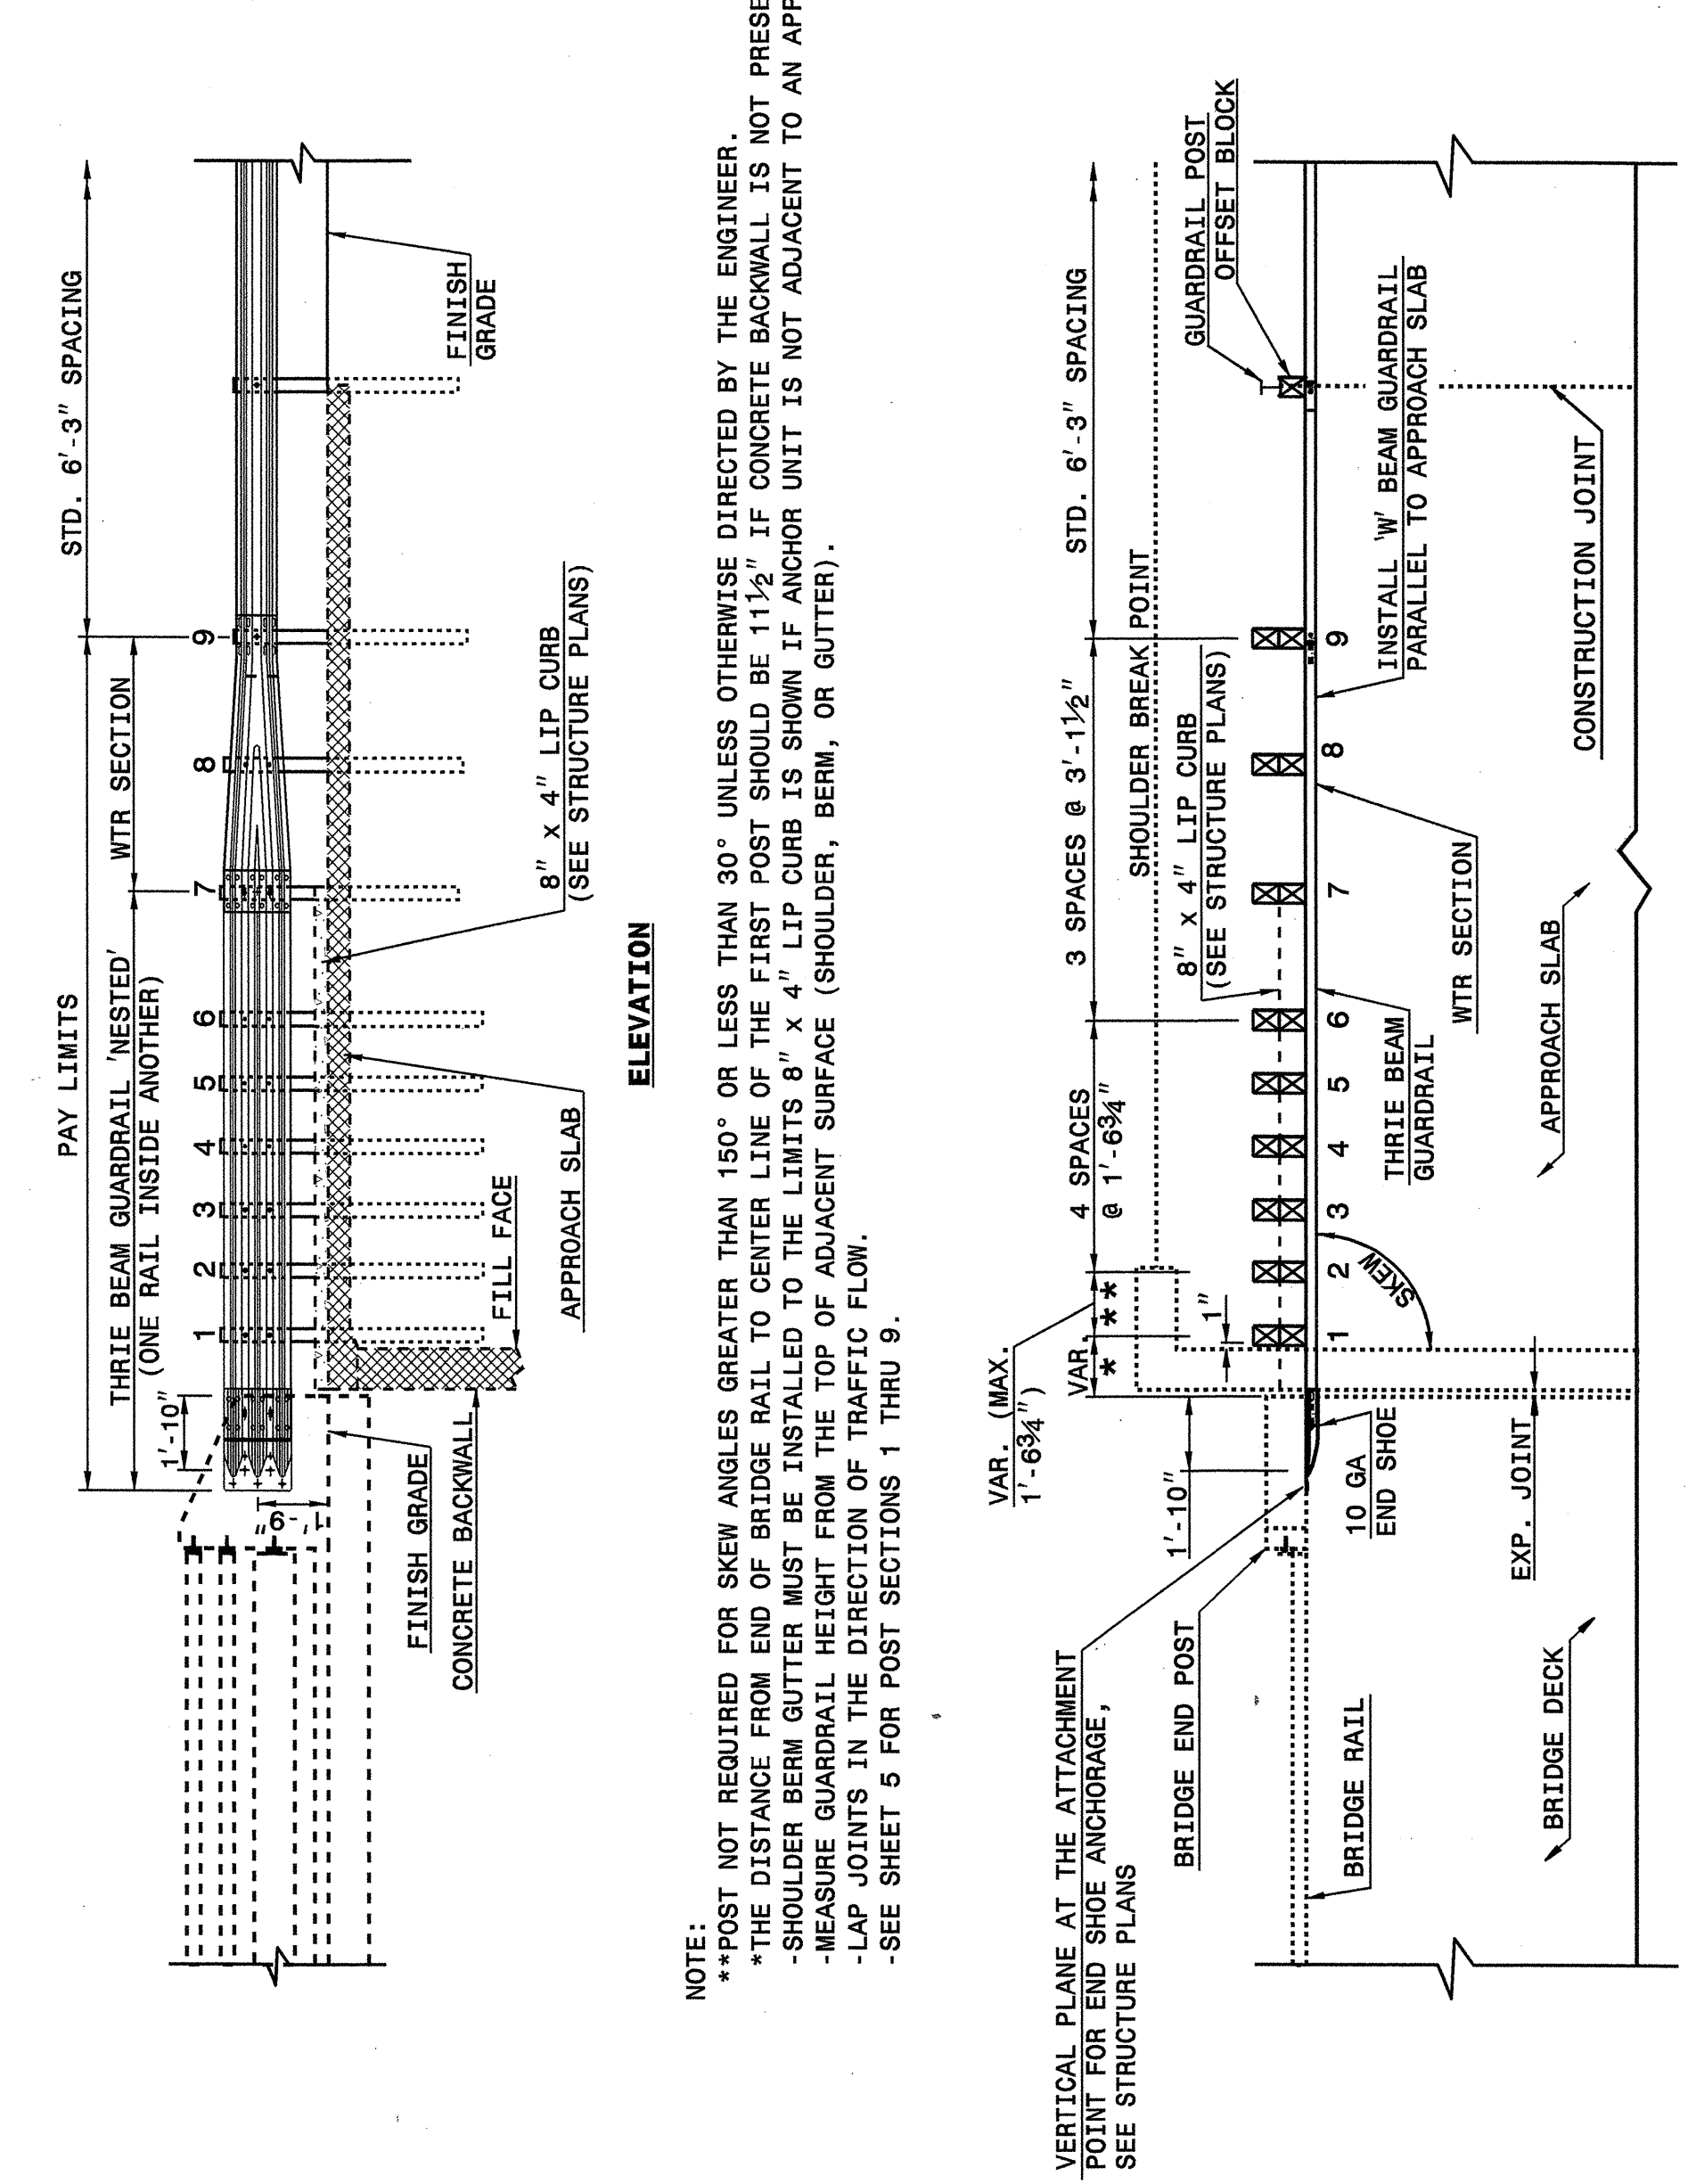 STD. 6'-3" SPACING
PAY LIMITS
WTR SECTION
THRIE BEAM GUARDRAIL 'NESTED'
(ONE RAIL INSIDE ANOTHER)
1'-10"
1 2 3 4 5 6 7 8 9
FINISH
GRADE
8" x 4" LIP CURB
(SEE STRUCTURE PLANS)
FILL FACE
APPROACH SLAB
FINISH GRADE
CONCRETE BACKWALL
ELEVATION
NOTE:
**POST NOT REQUIRED FOR SKEW ANGLES GREATER THAN 150° OR LESS THAN 30° UNLESS OTHERWISE DIRECTED BY THE ENGINEER.
*THE DISTANCE FROM END OF BRIDGE RAIL TO CENTER LINE OF THE FIRST POST SHOULD BE 11½" IF CONCRETE BACKWALL IS NOT
-SHOULDER BERM GUTTER MUST BE INSTALLED TO THE LIMITS 8" x 4" LIP CURB IS SHOWN IF ANCHOR UNIT IS NOT ADJACENT TO AN
-MEASURE GUARDRAIL HEIGHT FROM THE TOP OF ADJACENT SURFACE (SHOULDER, BERM, OR GUTTER).
-LAP JOINTS IN THE DIRECTION OF TRAFFIC FLOW.
-SEE SHEET 5 FOR POST SECTIONS 1 THRU 9.
VAR. (MAX.
1'-6¾")
VAR.
*
**
4 SPACES
@ 1'-6¾"
3 SPACES @ 3'-1½"
STD. 6'-3" SPACING
SHOULDER BREAK POINT
8" x 4" LIP CURB
(SEE STRUCTURE PLANS)
GUARDRAIL POST
OFFSET BLOCK
1'-10"
1"
1 2 3 4 5 6 7 8 9
SKEW
VERTICAL PLANE AT THE ATTACHMENT
POINT FOR END SHOE ANCHORAGE,
SEE STRUCTURE PLANS
BRIDGE END POST
BRIDGE RAIL
10 GA
END SHOE
THRIE BEAM
GUARDRAIL
WTR SECTION
INSTALL 'W' BEAM GUARDRAIL
PARALLEL TO APPROACH SLAB
EXP. JOINT
CONSTRUCTION JOINT
BRIDGE DECK
APPROACH SLAB